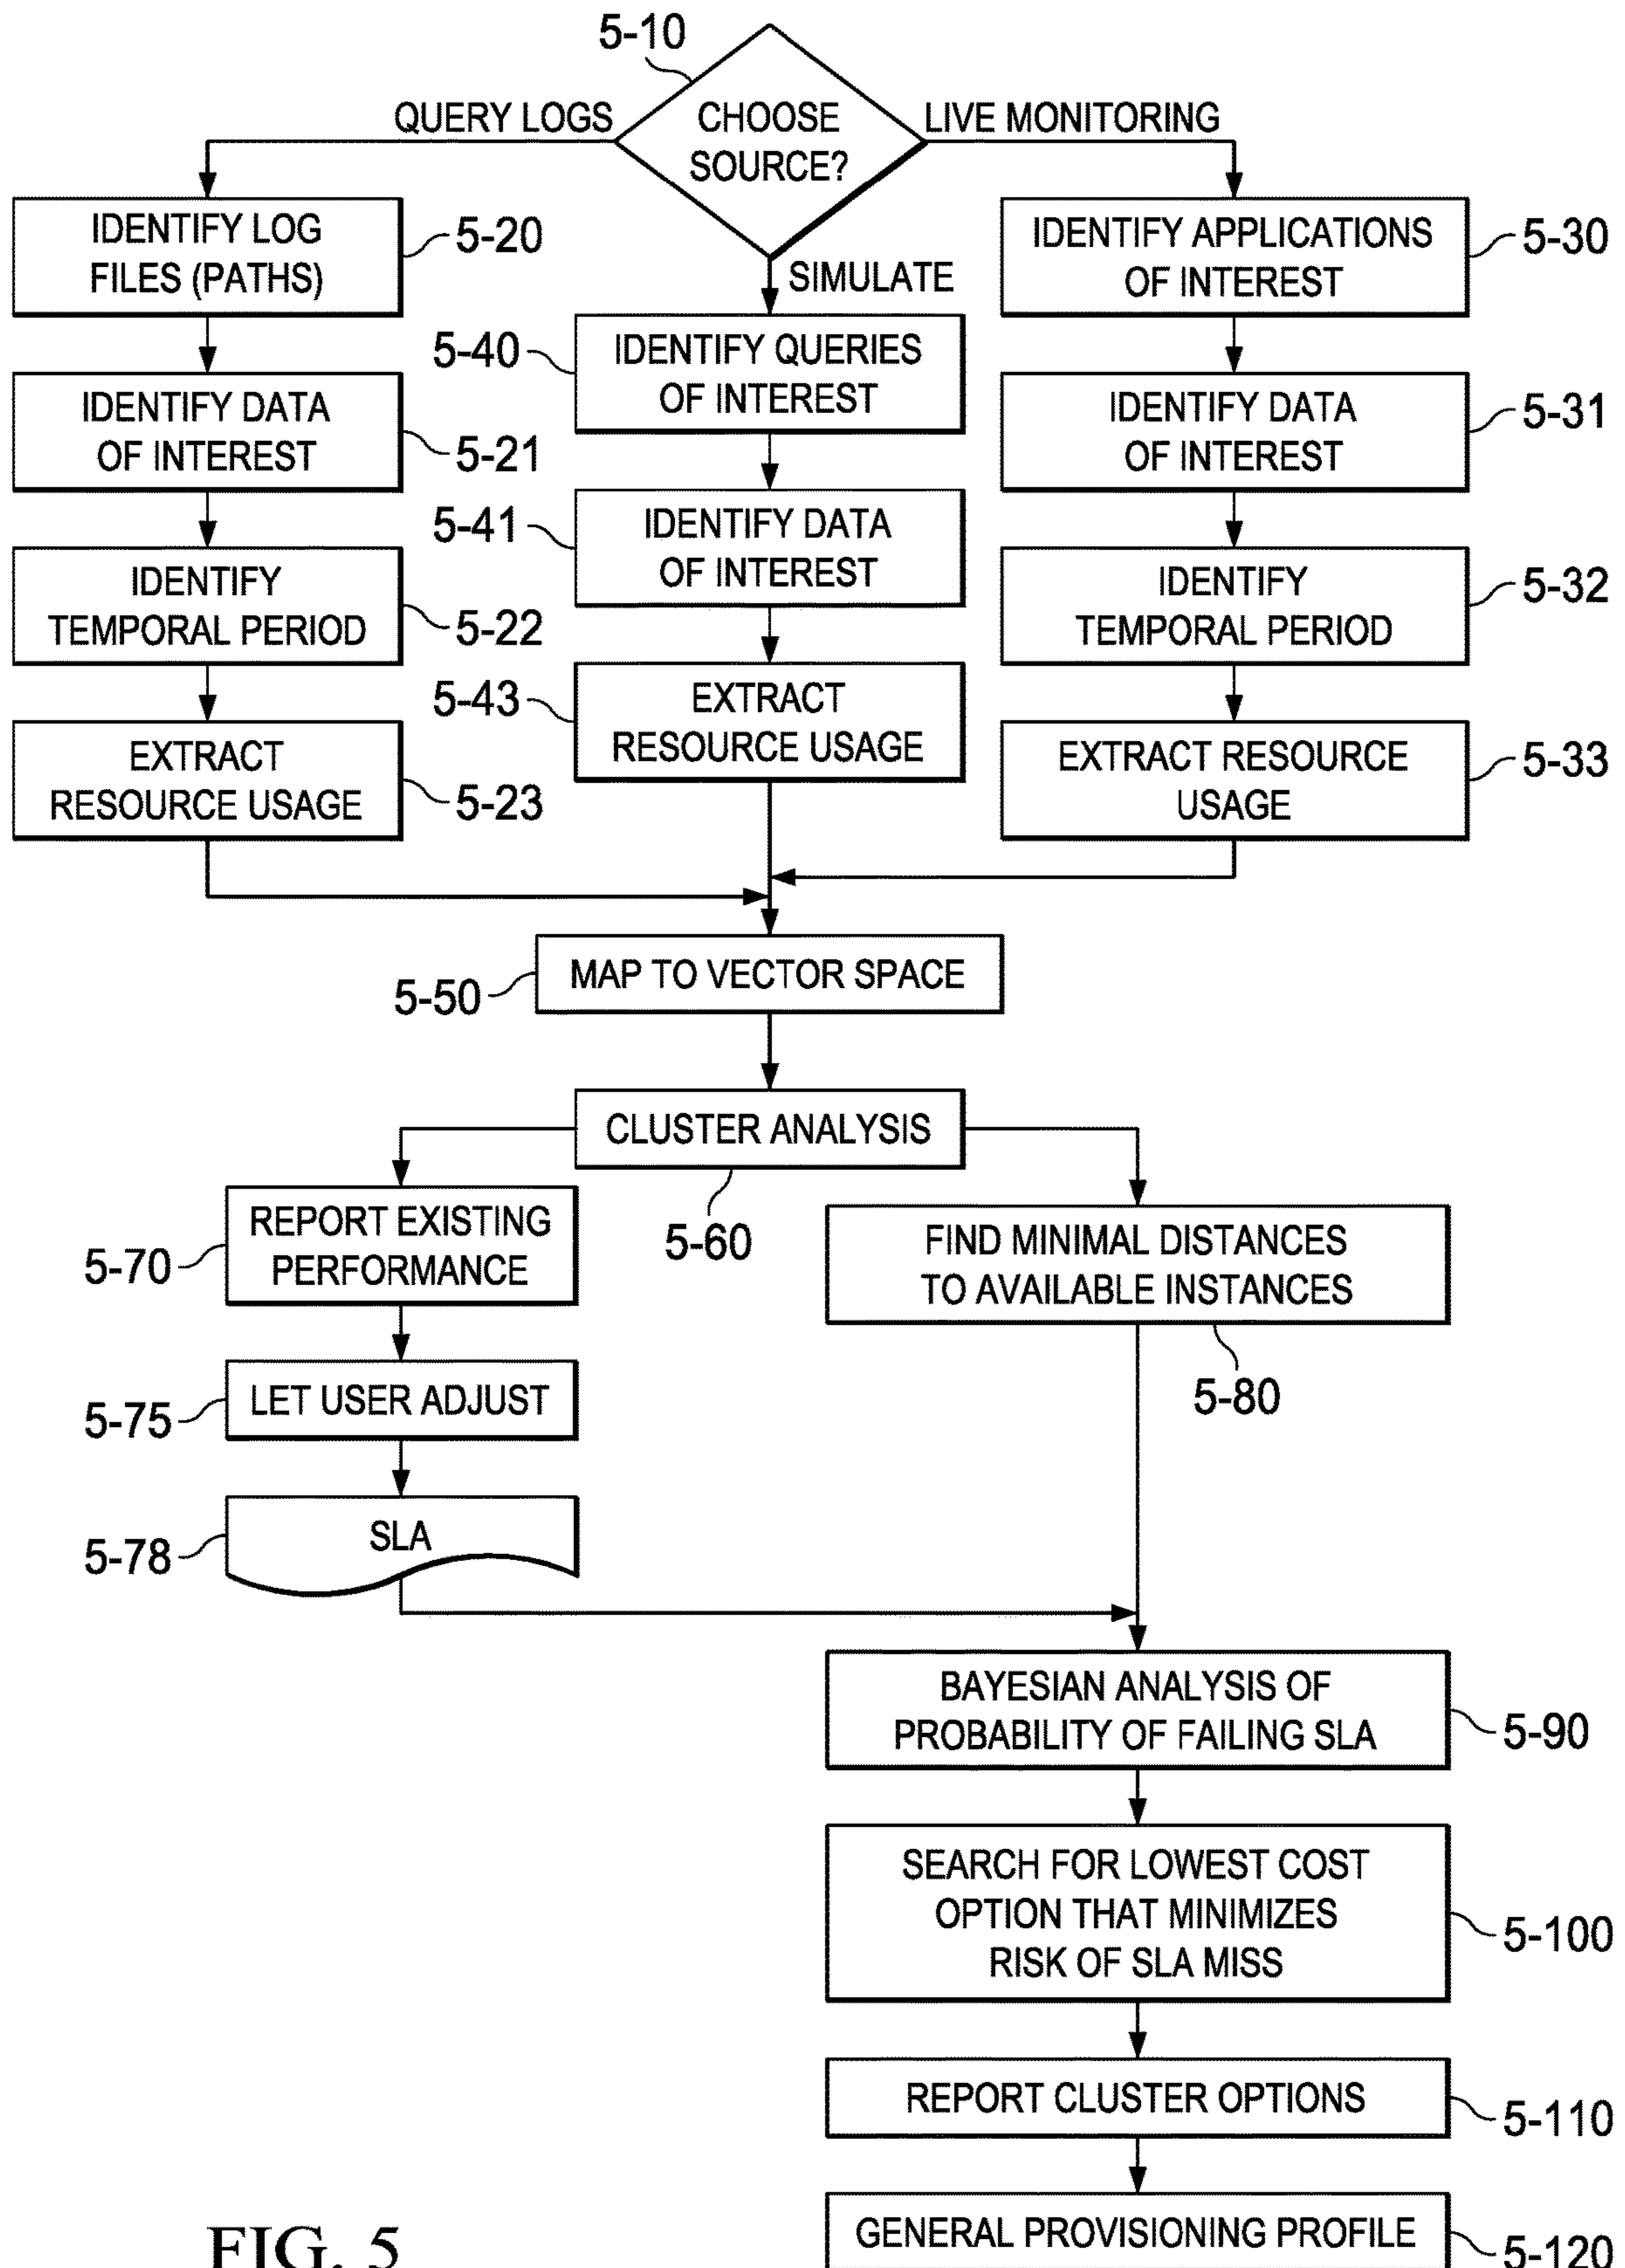 5-10
QUERY LOGS
CHOOSE
SOURCE?
LIVE MONITORING
SIMULATE
IDENTIFY LOG
FILES (PATHS)
5-20
IDENTIFY DATA
OF INTEREST
5-21
IDENTIFY
TEMPORAL PERIOD
5-22
EXTRACT
RESOURCE USAGE
5-23
5-40
IDENTIFY QUERIES
OF INTEREST
5-41
IDENTIFY DATA
OF INTEREST
5-43
EXTRACT
RESOURCE USAGE
IDENTIFY APPLICATIONS
OF INTEREST
5-30
IDENTIFY DATA
OF INTEREST
5-31
IDENTIFY
TEMPORAL PERIOD
5-32
EXTRACT RESOURCE
USAGE
5-33
MAP TO VECTOR SPACE
5-50
CLUSTER ANALYSIS
5-60
REPORT EXISTING
PERFORMANCE
5-70
LET USER ADJUST
5-75
SLA
5-78
FIND MINIMAL DISTANCES
TO AVAILABLE INSTANCES
5-80
BAYESIAN ANALYSIS OF
PROBABILITY OF FAILING SLA
5-90
SEARCH FOR LOWEST COST
OPTION THAT MINIMIZES
RISK OF SLA MISS
5-100
REPORT CLUSTER OPTIONS
5-110
GENERAL PROVISIONING PROFILE
5-120
FIG. 5